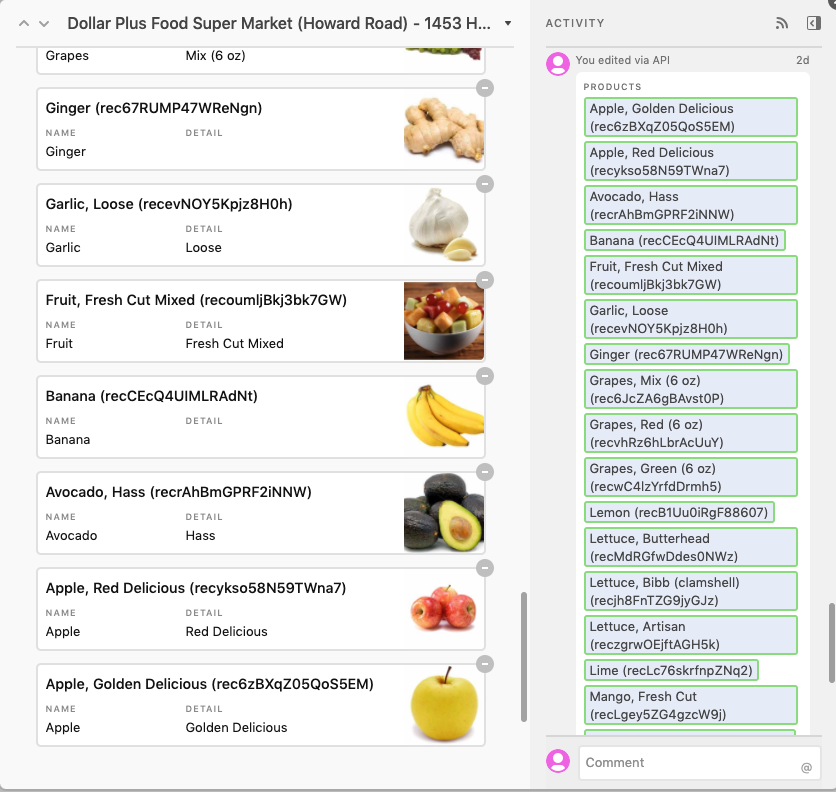 Dollar Plus Food Super Market (Howard Road) - 1453 H...
Grapes
Mix (6 oz)
Ginger (rec67RUMP47WReNgn)
NAME
DETAIL
Ginger
Garlic, Loose (recevNOY5Kpjz8H0h)
NAME
DETAIL
Garlic
Loose
Fruit, Fresh Cut Mixed (recoumljBkj3bk7GW)
NAME
DETAIL
Fruit
Fresh Cut Mixed
Banana (recCEcQ4UIMLRAdNt)
NAME
DETAIL
Banana
Avocado, Hass (recrAhBmGPRF2iNNW)
NAME
DETAIL
Avocado
Hass
Apple, Red Delicious (recykso58N59TWna7)
NAME
DETAIL
Apple
Red Delicious
Apple, Golden Delicious (rec6zBXqZ05QoS5EM)
NAME
DETAIL
Apple
Golden Delicious
ACTIVITY
You edited via API
2d
PRODUCTS
Apple, Golden Delicious
(rec6zBXqZ05QoS5EM)
Apple, Red Delicious
(recykso58N59TWna7)
Avocado, Hass
(recrAhBmGPRF2iNNW)
Banana (recCEcQ4UIMLRAdNt)
Fruit, Fresh Cut Mixed
(recoumljBkj3bk7GW)
Garlic, Loose
(recevNOY5Kpjz8H0h)
Ginger (rec67RUMP47WReNgn)
Grapes, Mix (6 oz)
(rec6JcZA6gBAvst0P)
Grapes, Red (6 oz)
(recvhRz6hLbrAcUuY)
Grapes, Green (6 oz)
(recwC4lzYrfdDrmh5)
Lemon (recB1Uu0iRgF88607)
Lettuce, Butterhead
(recMdRGfwDdes0NWz)
Lettuce, Bibb (clamshell)
(recjh8FnTZG9jyGJz)
Lettuce, Artisan
(reczgrwOEjftAGH5k)
Lime (recLc76skrfnpZNq2)
Mango, Fresh Cut
(recLgey5ZG4gzcW9j)
Comment
@